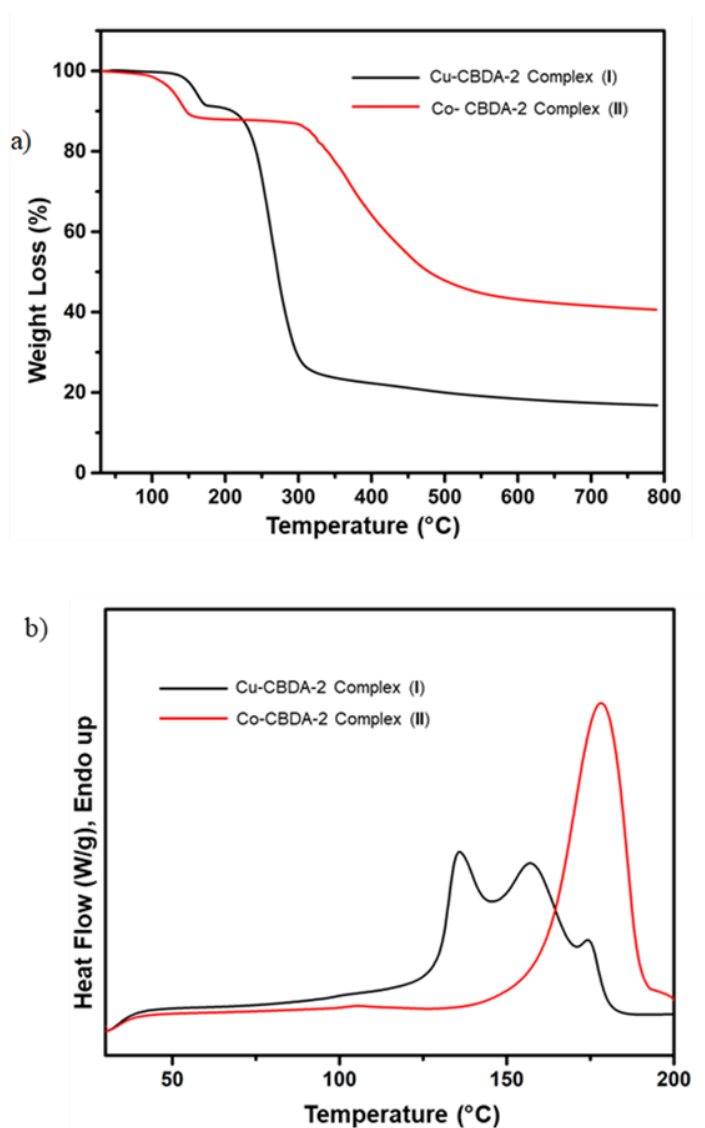 a)
Weight Loss (%)
100
80
60
40
20
0
Cu-CBDA-2 Complex (I)
Co- CBDA-2 Complex (II)
100 200 300 400 500 600 700 800
Temperature (°C)
b)
Heat Flow (W/g), Endo up
Cu-CBDA-2 Complex (I)
Co-CBDA-2 Complex (II)
50 100 150 200
Temperature (°C)